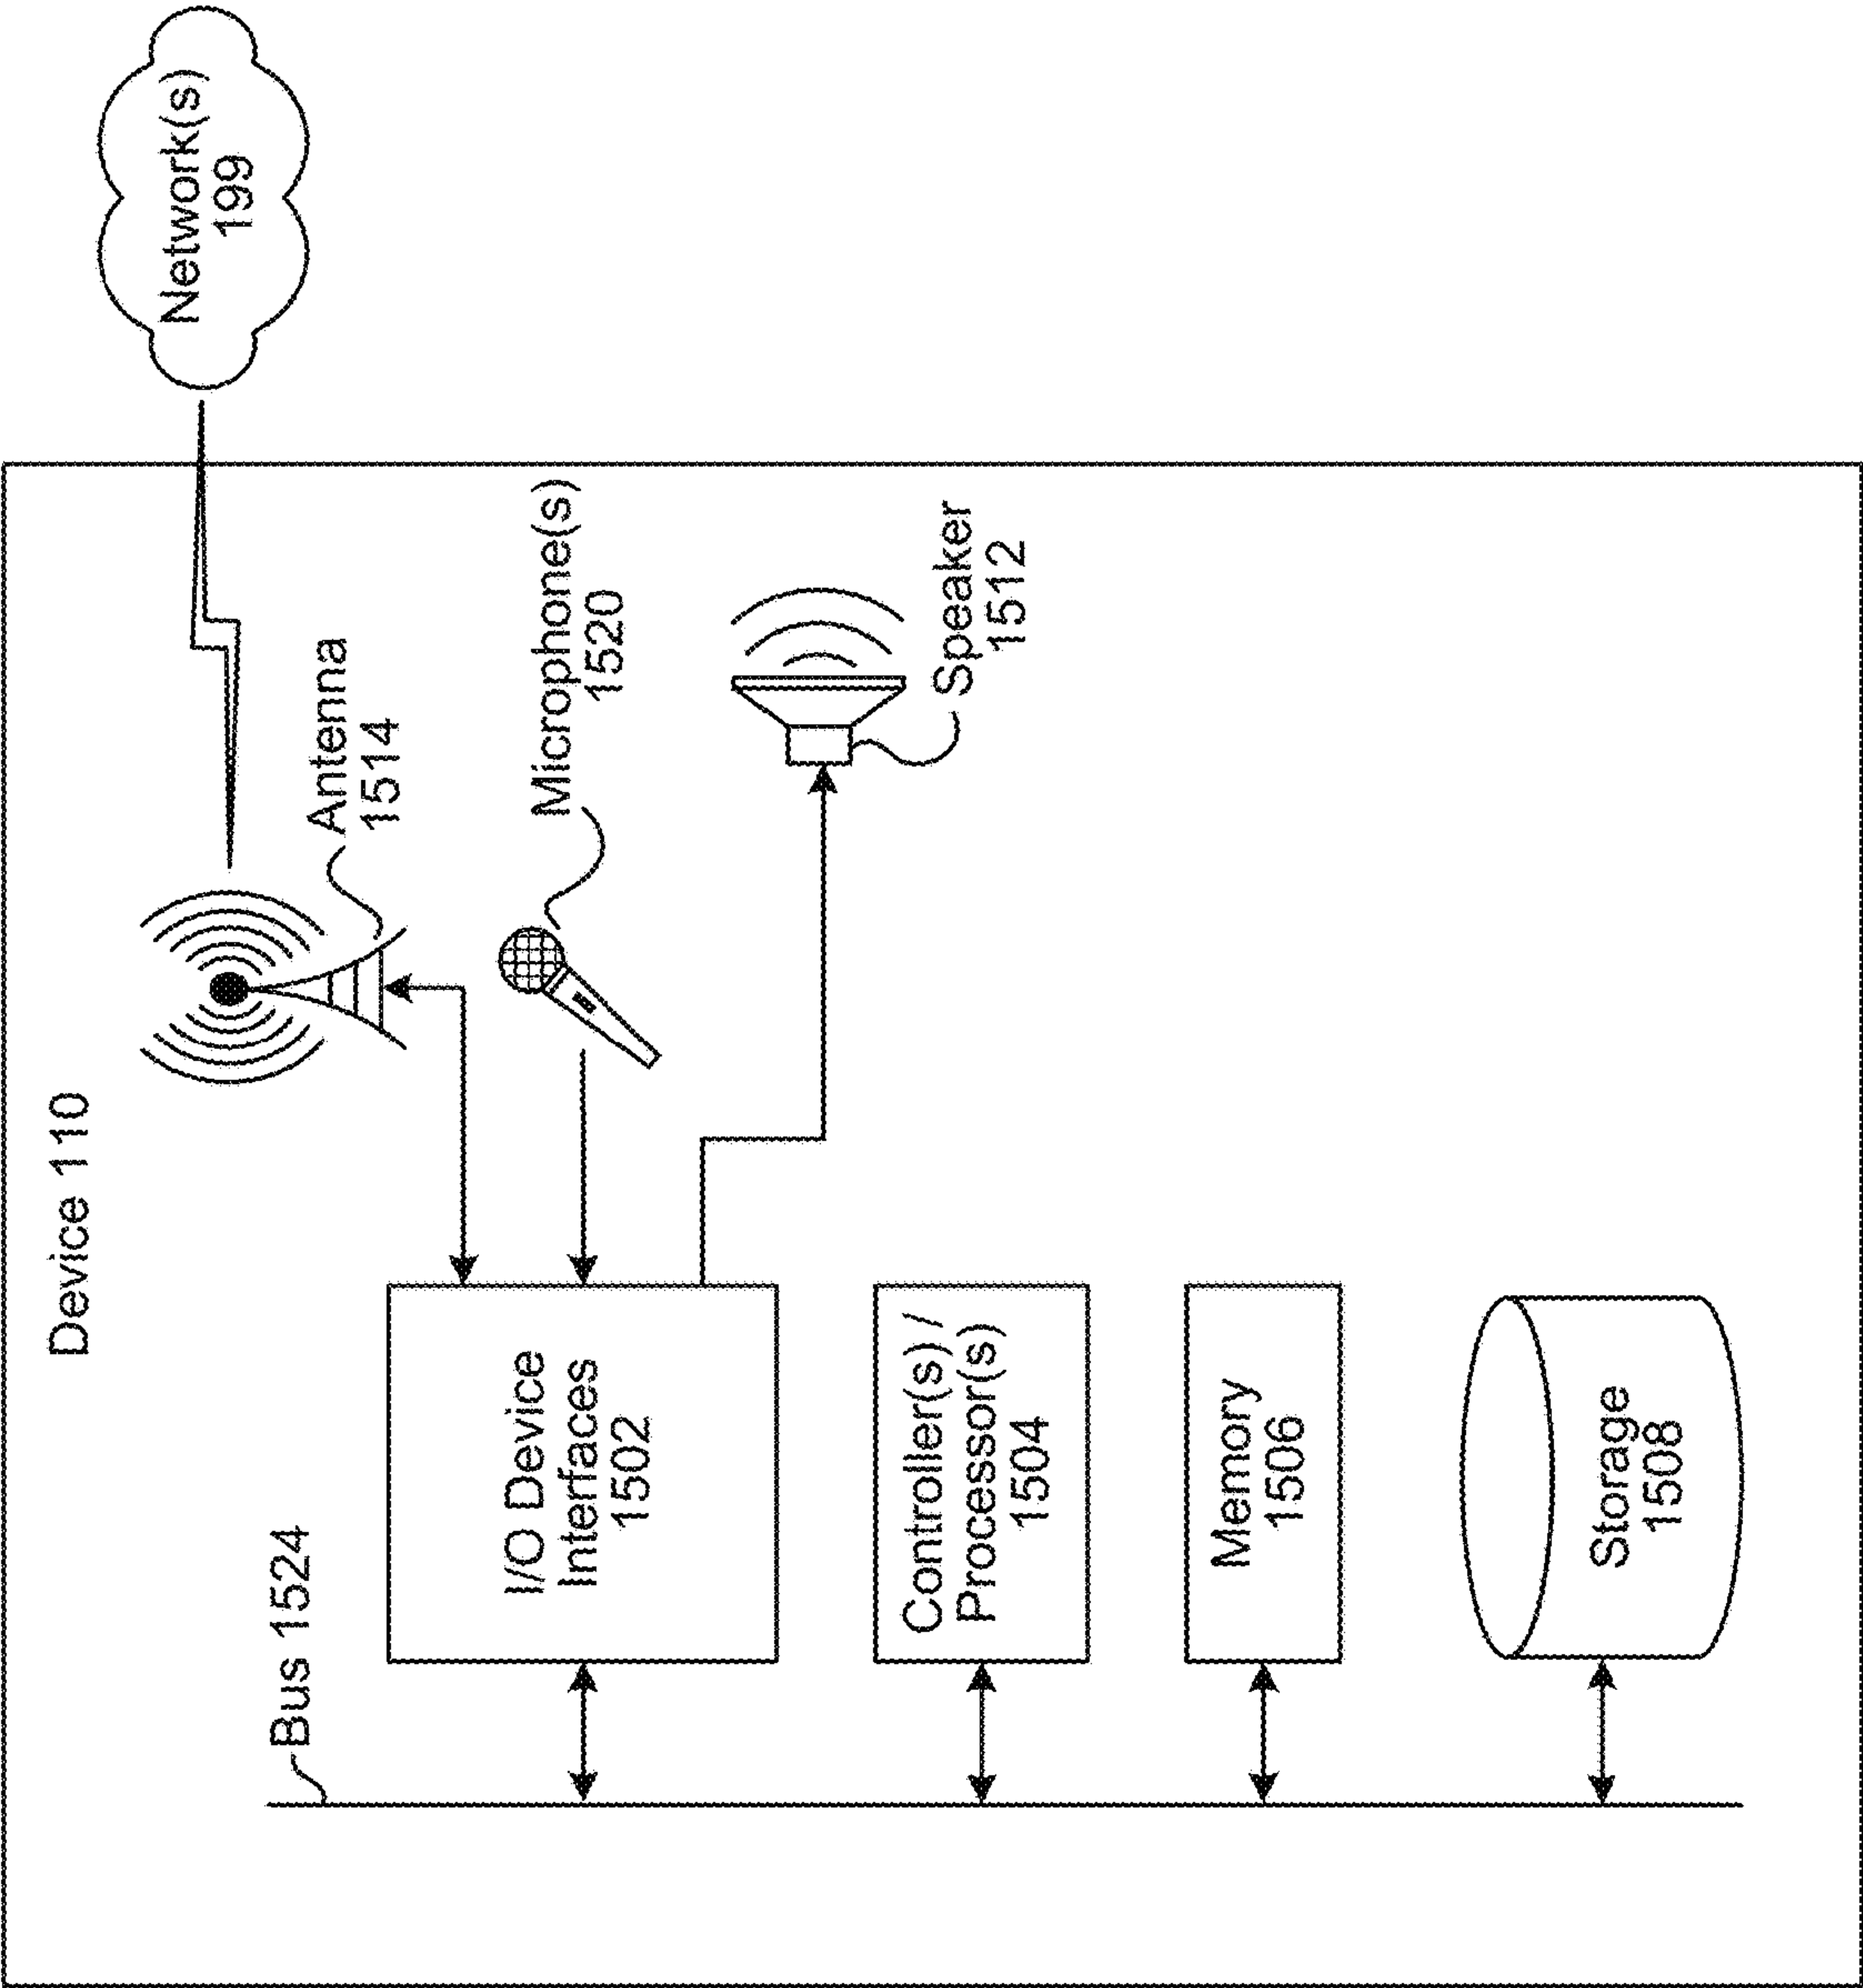 Device 110
Bus 1524
I/O Device
Interfaces
1502
Controller(s) /
Processor(s)
1504
Memory
1506
Storage
1508
Antenna
1514
Microphone(s)
1520
Speaker
1512
Network(s)
199